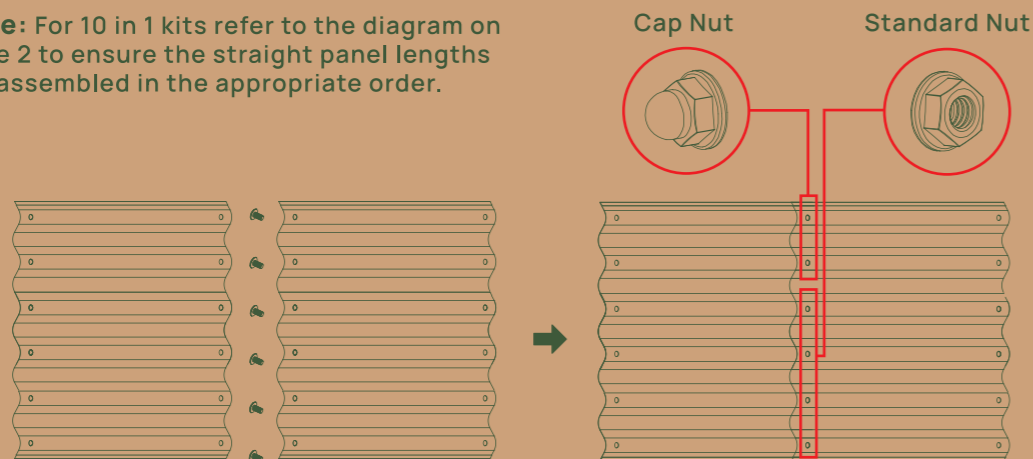 e: For 10 in 1 kits refer to the diagram on
e 2 to ensure the straight panel lengths
assembled in the appropriate order.
Cap Nut
Standard Nut